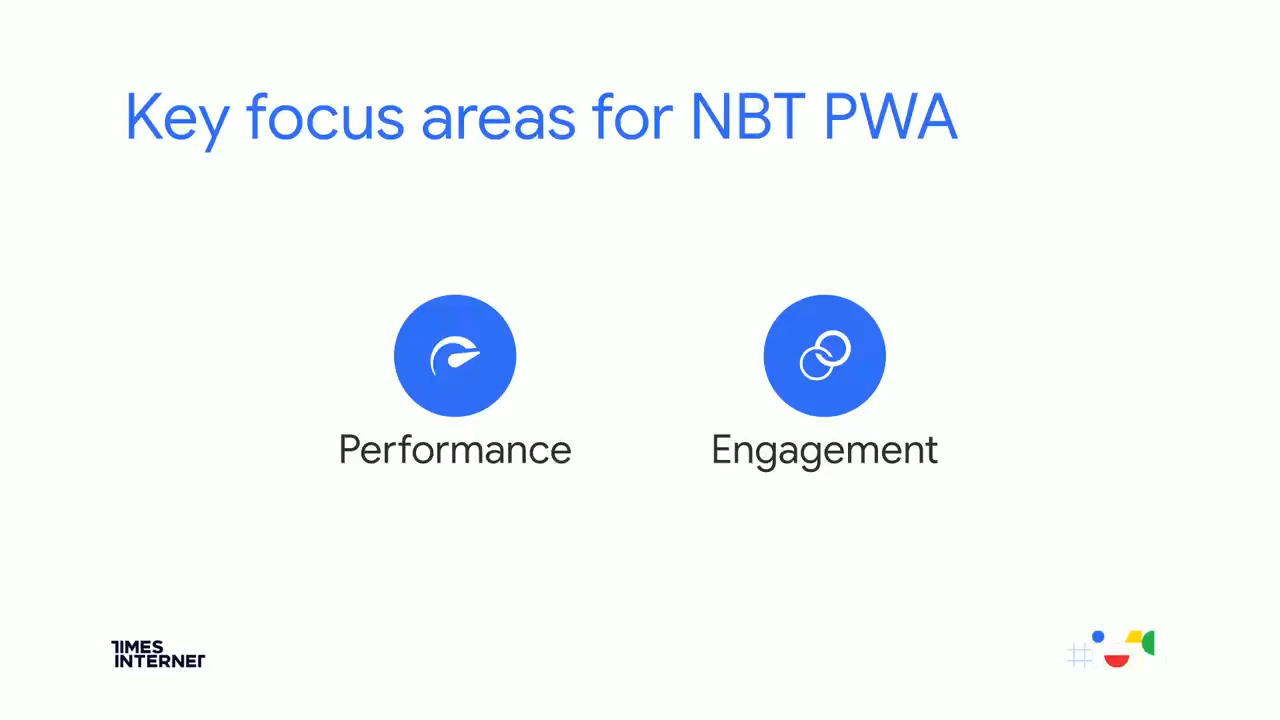 Key focus areas for NBT PWA
Performance
Engagement
TIMES
INTERNET